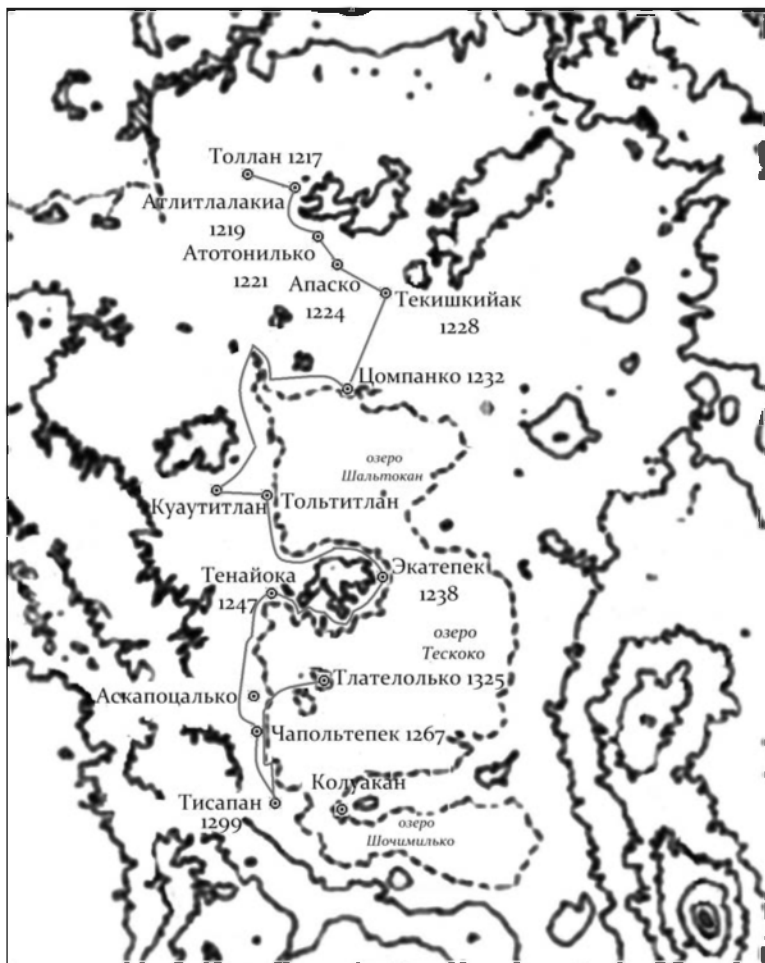 Толлан 1217
Атлитлалакиа
1219
Атотонилько
1221
Апаско
1224
Текишкийак
1228
Цомпанко 1232
озеро
Шальтокан
Куаутитлан
Тольтитлан
Экатепек
1238
Тенайока
1247
озеро
Тескоко
Тлателолько 1325
Аскапоцалько
Чапольтепек 1267
Колуакан
Тисапан
1299
озеро
Шочимилько